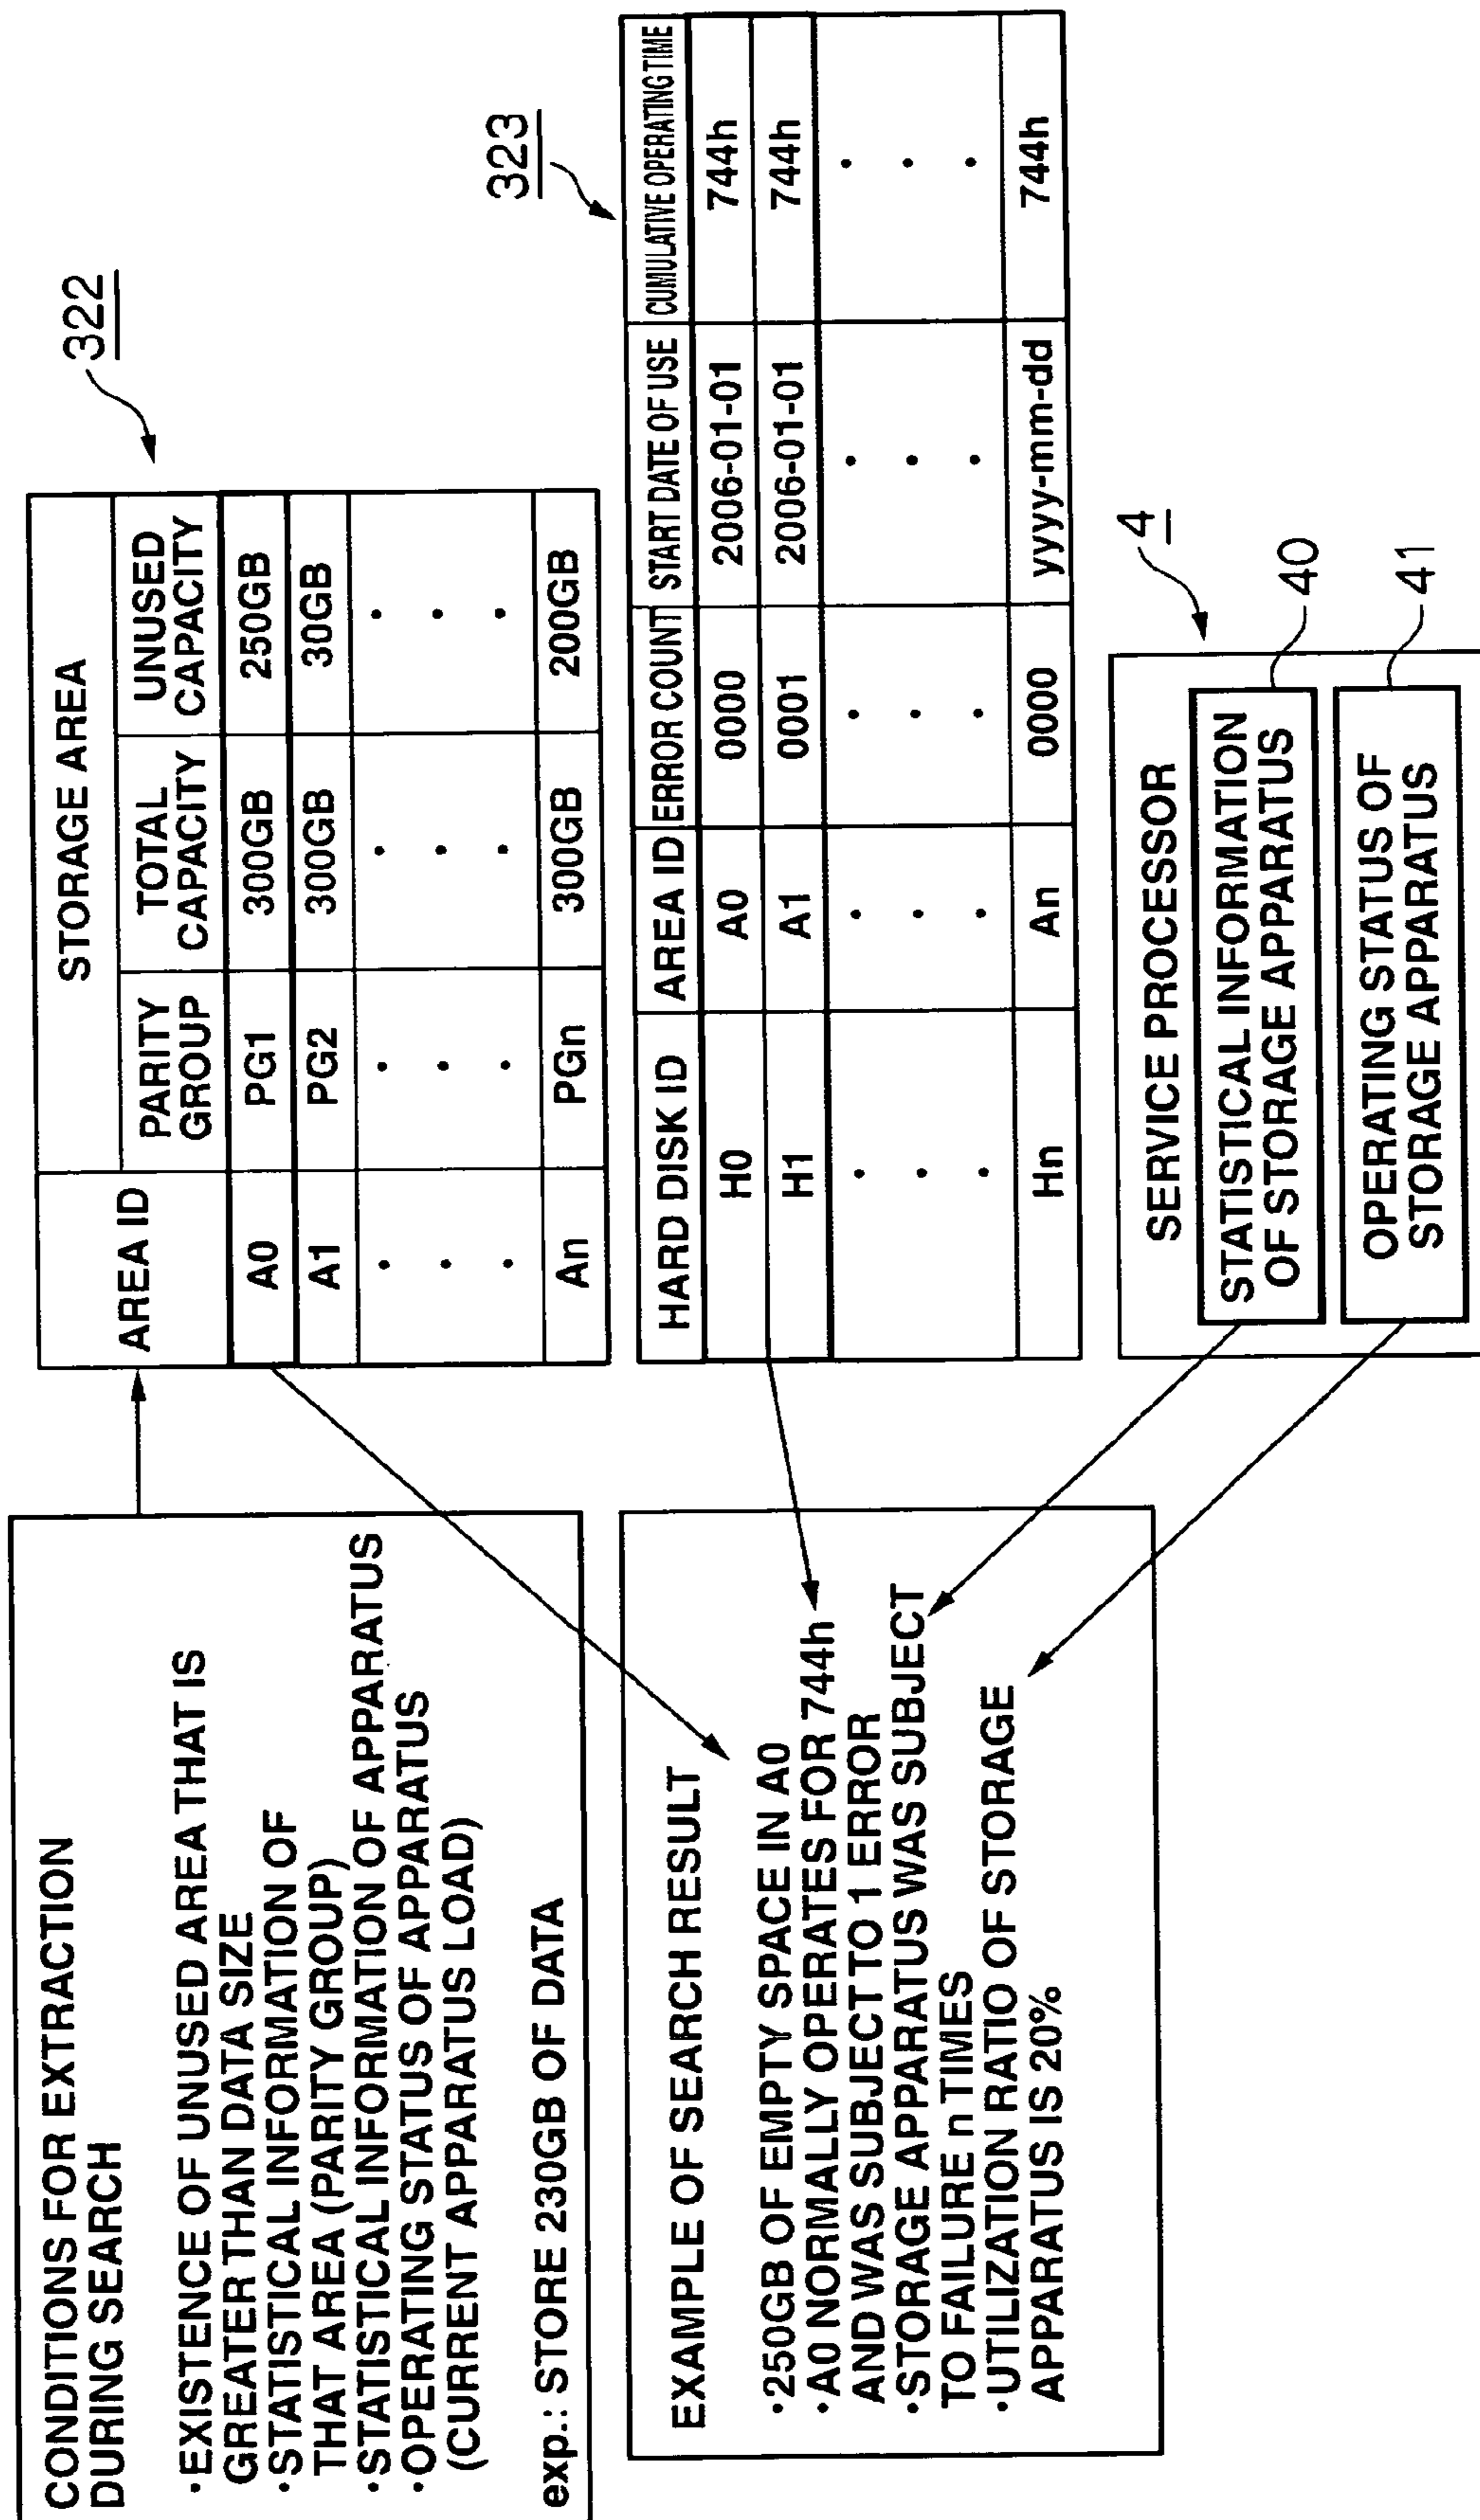 CONDITIONS FOR EXTRACTION
DURING SEARCH
·EXISTENCE OF UNUSED AREA THAT IS
GREATER THAN DATA SIZE
·STATISTICAL INFORMATION OF
THAT AREA (PARITY GROUP)
·STATISTICAL INFORMATION OF APPARATUS
·OPERATING STATUS OF APPARATUS
(CURRENT APPARATUS LOAD)
exp.: STORE 230GB OF DATA
322
AREA ID STORAGE AREA
PARITY GROUP TOTAL CAPACITY UNUSED CAPACITY
A0 PG1 300GB 250GB
A1 PG2 300GB 30GB
· · · ·
· · · ·
· · · ·
An PGn 300GB 200GB
EXAMPLE OF SEARCH RESULT
·250GB OF EMPTY SPACE IN A0
·A0 NORMALLY OPERATES FOR 744h
AND WAS SUBJECT TO 1 ERROR
·STORAGE APPARATUS WAS SUBJECT
TO FAILURE n TIMES
·UTILIZATION RATIO OF STORAGE
APPARATUS IS 20%
323
HARD DISK ID AREA ID ERROR COUNT START DATE OF USE CUMULATIVE OPERATING TIME
H0 A0 0000 2006-01-01 744h
H1 A1 0001 2006-01-01 744h
· · · · ·
· · · · ·
· · · · ·
Hn An 0000 yyyy-mm-dd 744h
4
SERVICE PROCESSOR
STATISTICAL INFORMATION
OF STORAGE APPARATUS
40
OPERATING STATUS OF
STORAGE APPARATUS
41